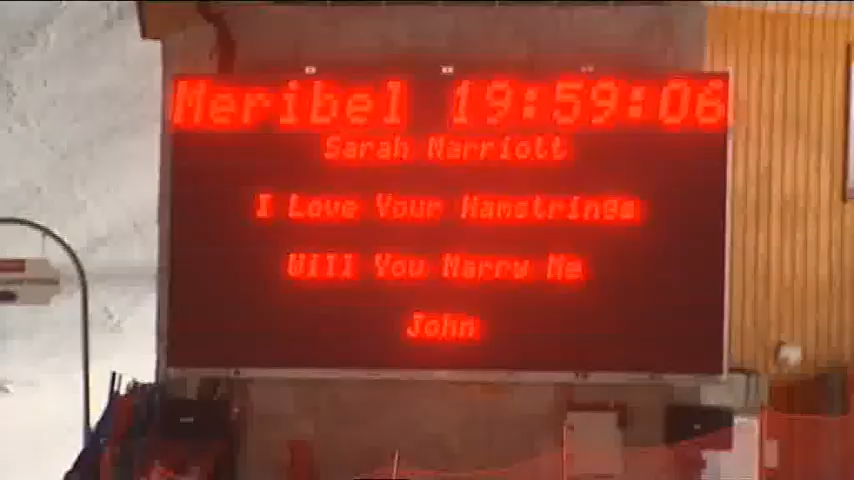 Meribel 19:59:06
Sarah Marriott
I Love Your Hamstrings
Will You Marry Me
John